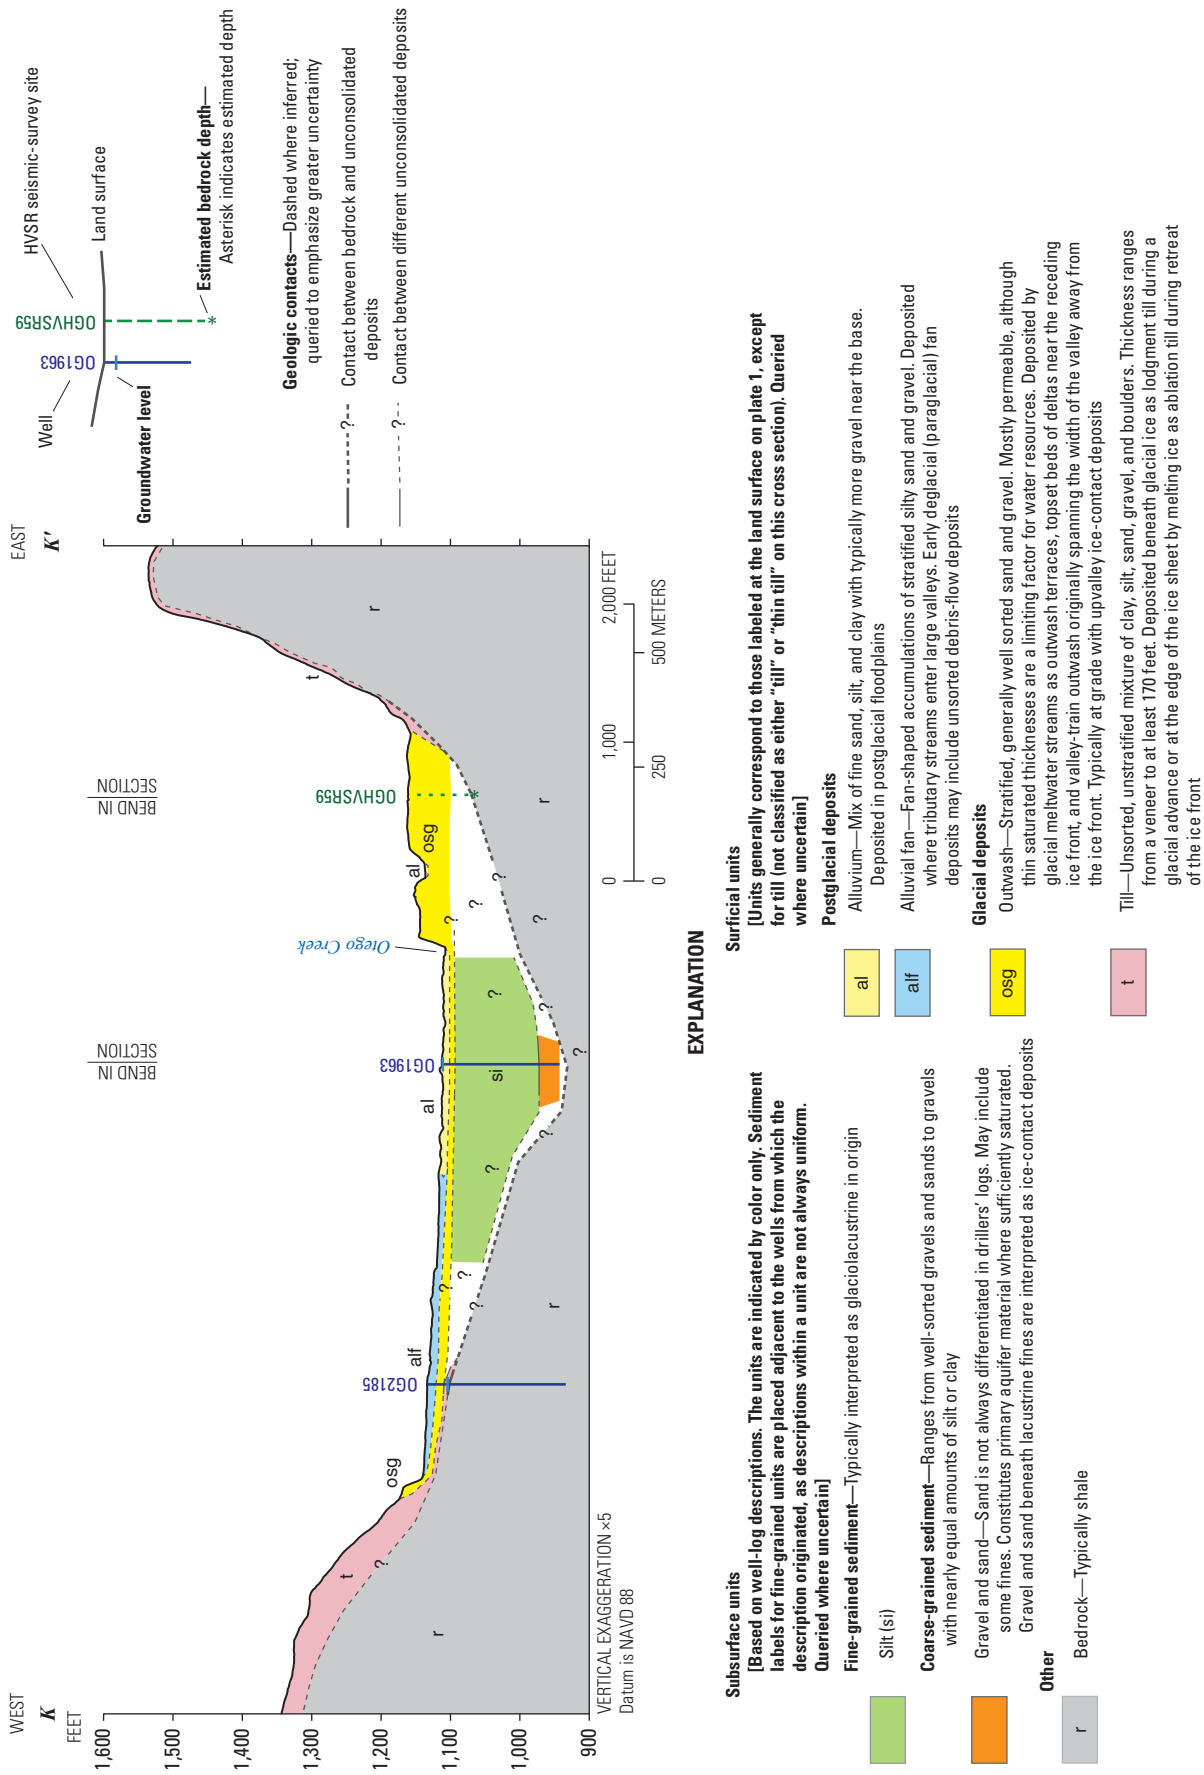 WEST
K
FEET
1,600
1,500
1,400
1,300
1,200
1,100
1,000
900
VERTICAL EXAGGERATION ×5
Datum is NAVD 88
r
t
?
osg
OG2185
alf
?
?
?
r
?
?
al
OG1963
si
BEND IN
SECTION
?
?
?
Otego Creek
?
?
?
?
al
osg
OGHVSR59
*
BEND IN
SECTION
r
t
r
EAST
K'
0
1,000
2,000 FEET
0
250
500 METERS
Well
OG1963
OGHVSR59
HVSR seismic-survey site
Land surface
Groundwater level
*
Estimated bedrock depth—
Asterisk indicates estimated depth
Geologic contacts—Dashed where inferred;
queried to emphasize greater uncertainty
?
Contact between bedrock and unconsolidated
deposits
?
Contact between different unconsolidated deposits
EXPLANATION
Subsurface units
[Based on well-log descriptions. The units are indicated by color only. Sediment
labels for fine-grained units are placed adjacent to the wells from which the
description originated, as descriptions within a unit are not always uniform.
Queried where uncertain]
Fine-grained sediment—Typically interpreted as glaciolacustrine in origin
Silt (si)
Coarse-grained sediment—Ranges from well-sorted gravels and sands to gravels
with nearly equal amounts of silt or clay
Gravel and sand—Sand is not always differentiated in drillers' logs. May include
some fines. Constitutes primary aquifer material where sufficiently saturated.
Gravel and sand beneath lacustrine fines are interpreted as ice-contact deposits
Other
r
Bedrock—Typically shale
Surficial units
[Units generally correspond to those labeled at the land surface on plate 1, except
for till (not classified as either "till" or "thin till" on this cross section). Queried
where uncertain]
Postglacial deposits
al
Alluvium—Mix of fine sand, silt, and clay with typically more gravel near the base.
Deposited in postglacial floodplains
alf
Alluvial fan—Fan-shaped accumulations of stratified silty sand and gravel. Deposited
where tributary streams enter large valleys. Early deglacial (paraglacial) fan
deposits may include unsorted debris-flow deposits
Glacial deposits
osg
Outwash—Stratified, generally well sorted sand and gravel. Mostly permeable, although
thin saturated thicknesses are a limiting factor for water resources. Deposited by
glacial meltwater streams as outwash terraces, topset beds of deltas near the receding
ice front, and valley-train outwash originally spanning the width of the valley away from
the ice front. Typically at grade with upvalley ice-contact deposits
t
Till—Unsorted, unstratified mixture of clay, silt, sand, gravel, and boulders. Thickness ranges
from a veneer to at least 170 feet. Deposited beneath glacial ice as lodgment till during a
glacial advance or at the edge of the ice sheet by melting ice as ablation till during retreat
of the ice front